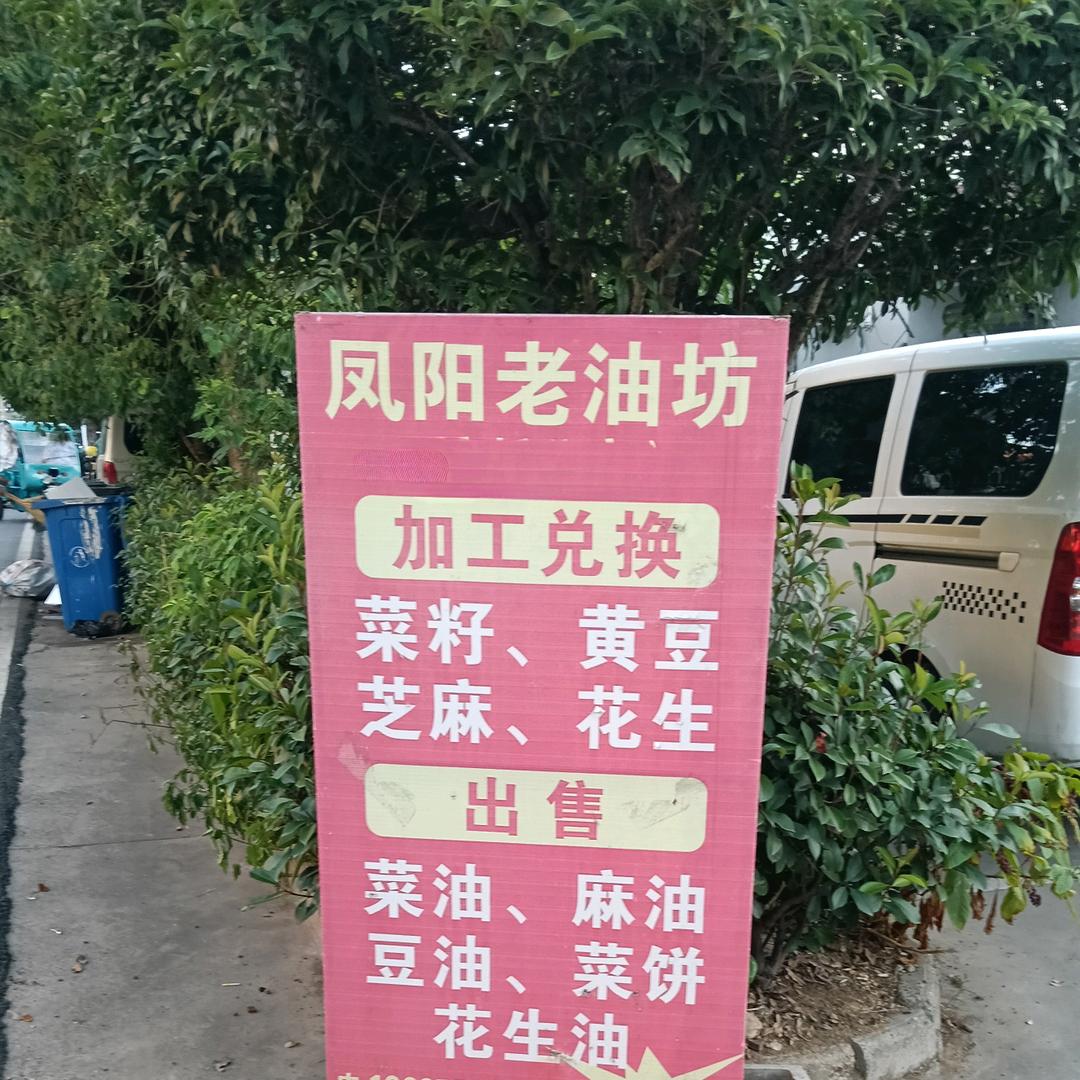 凤阳老油坊
加工兑换
菜籽、黄豆
芝麻、花生
出售
菜油、麻油
豆油、菜饼
花生油